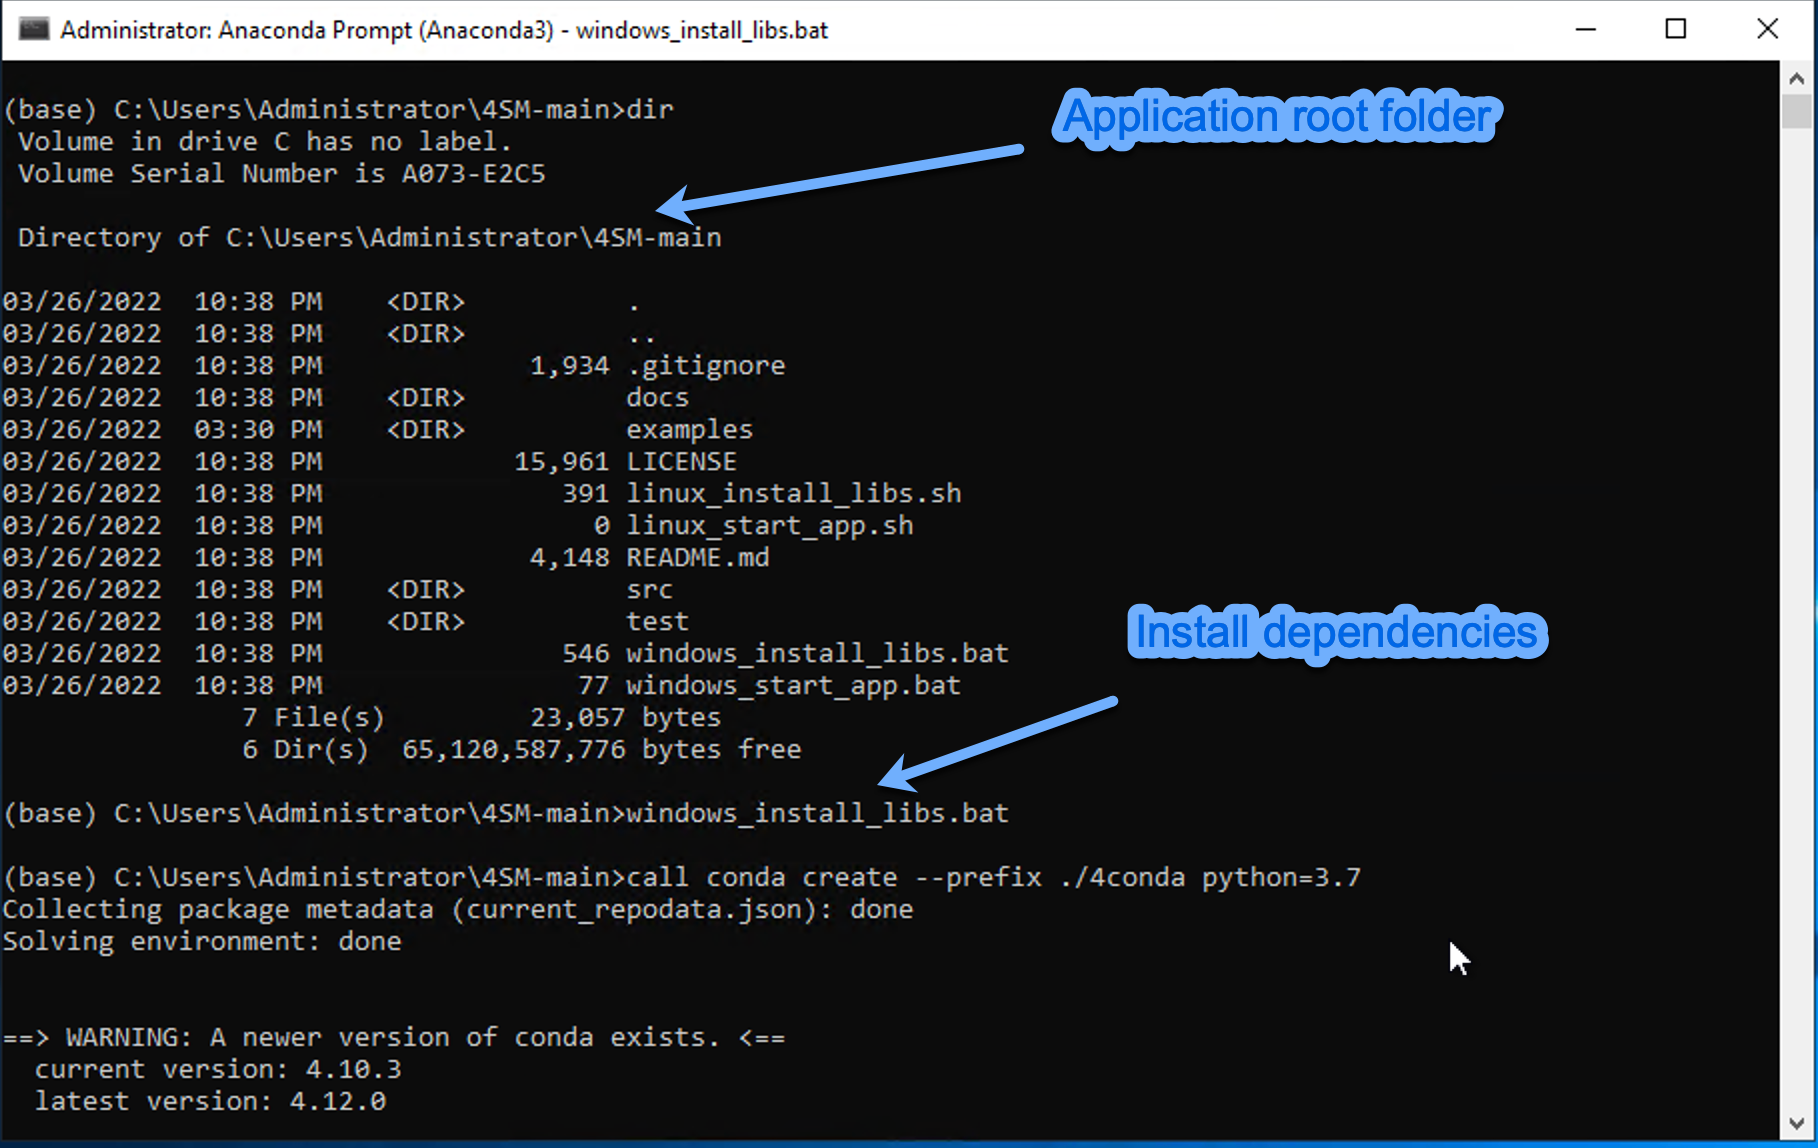 Administrator: Anaconda Prompt (Anaconda3) - windows_install_libs.bat
(base) C:\Users\Administrator\4SM-main>dir
Application root folder
 Volume in drive C has no label.
 Volume Serial Number is A073-E2C5
 Directory of C:\Users\Administrator\4SM-main
03/26/2022  10:38 PM    <DIR>          .
03/26/2022  10:38 PM    <DIR>          ..
03/26/2022  10:38 PM             1,934 .gitignore
03/26/2022  10:38 PM    <DIR>          docs
03/26/2022  03:30 PM    <DIR>          examples
03/26/2022  10:38 PM            15,961 LICENSE
03/26/2022  10:38 PM               391 linux_install_libs.sh
03/26/2022  10:38 PM                 0 linux_start_app.sh
03/26/2022  10:38 PM             4,148 README.md
03/26/2022  10:38 PM    <DIR>          src
03/26/2022  10:38 PM    <DIR>          test
Install dependencies
03/26/2022  10:38 PM               546 windows_install_libs.bat
03/26/2022  10:38 PM                77 windows_start_app.bat
               7 File(s)         23,057 bytes
               6 Dir(s)  65,120,587,776 bytes free
(base) C:\Users\Administrator\4SM-main>windows_install_libs.bat
(base) C:\Users\Administrator\4SM-main>call conda create --prefix ./4conda python=3.7
Collecting package metadata (current_repodata.json): done
Solving environment: done
==> WARNING: A newer version of conda exists. <==
  current version: 4.10.3
  latest version: 4.12.0